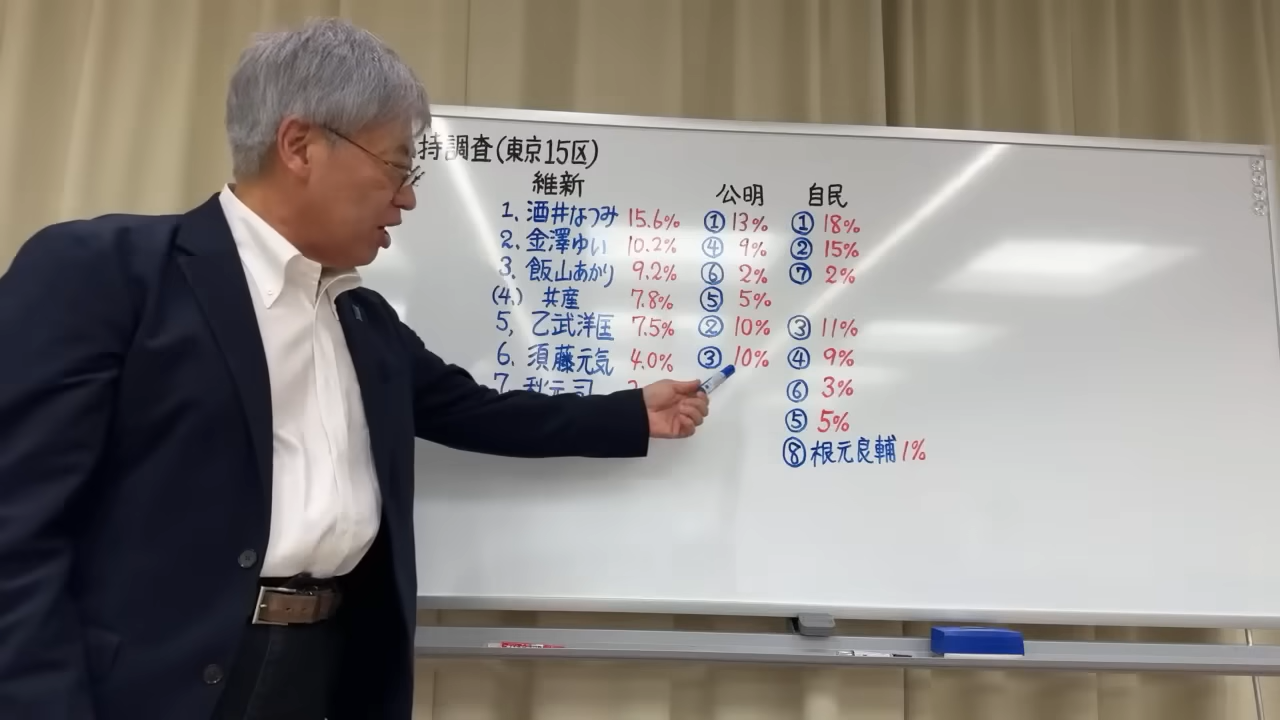 持調査(東京15区)
維新 公明 自民
1. 酒井なつみ 15.6% ① 13% ① 18%
2. 金澤ゆい 10.2% ④ 9% ② 15%
3. 飯山あかり 9.2% ⑥ 2% ⑦ 2%
(4.) 共産 7.8% ⑤ 5%
5, 乙武洋匡 7.5% ② 10% ③ 11%
6. 須藤元気 4.0% ③ 10% ④ 9%
7. 秋元司 ⑥ 3%
⑤ 5%
⑧ 根元良輔 1%